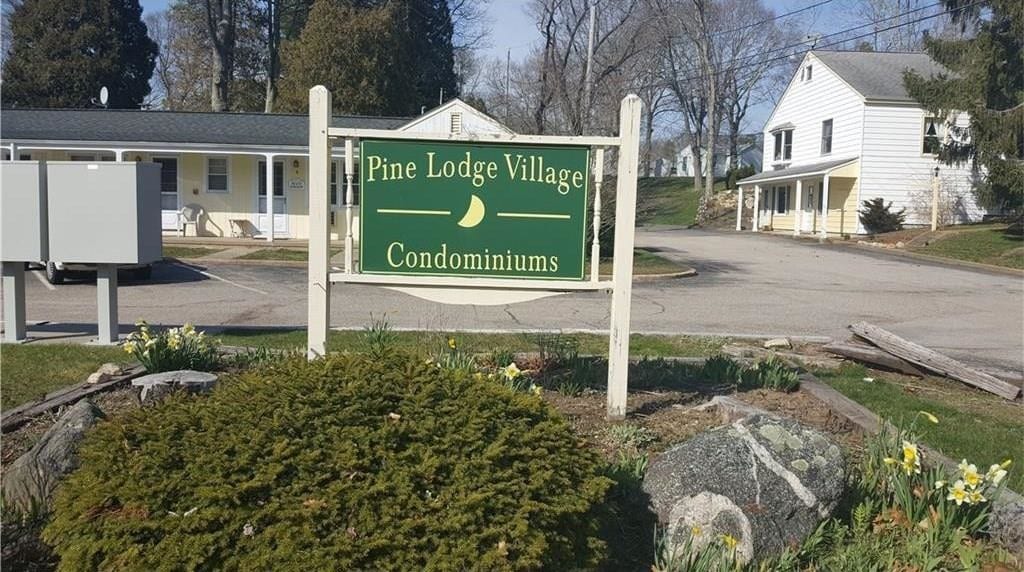 Pine Lodge Village
Condominiums